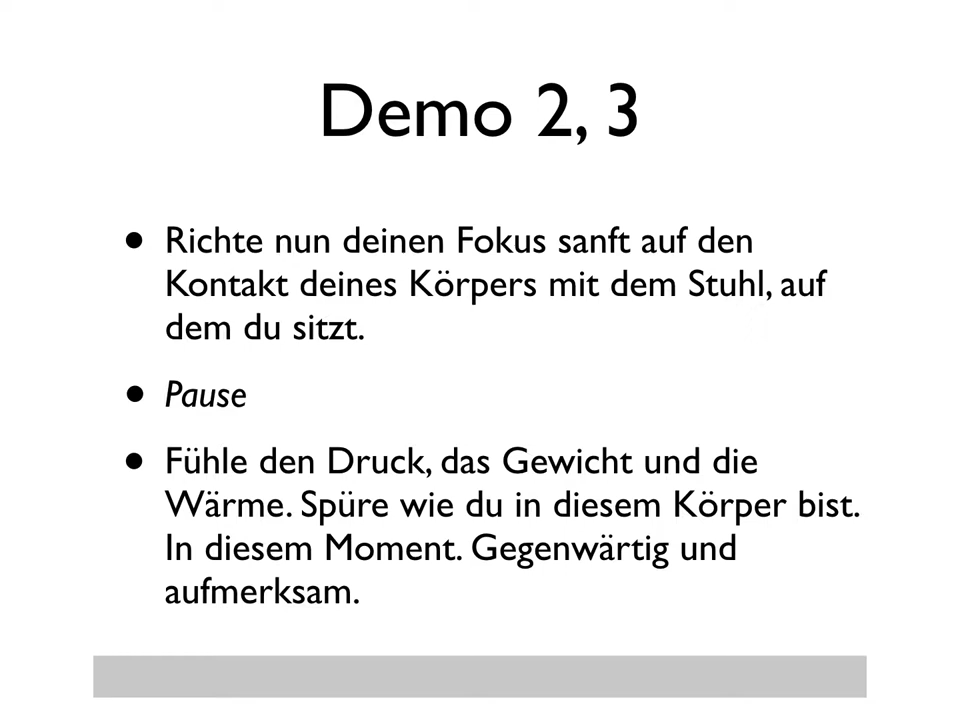 Demo 2, 3
• Richte nun deinen Fokus sanft auf den
Kontakt deines Körpers mit dem Stuhl, auf
dem du sitzt.
• Pause
• Fühle den Druck, das Gewicht und die
Wärme. Spüre wie du in diesem Körper bist.
In diesem Moment. Gegenwärtig und
aufmerksam.